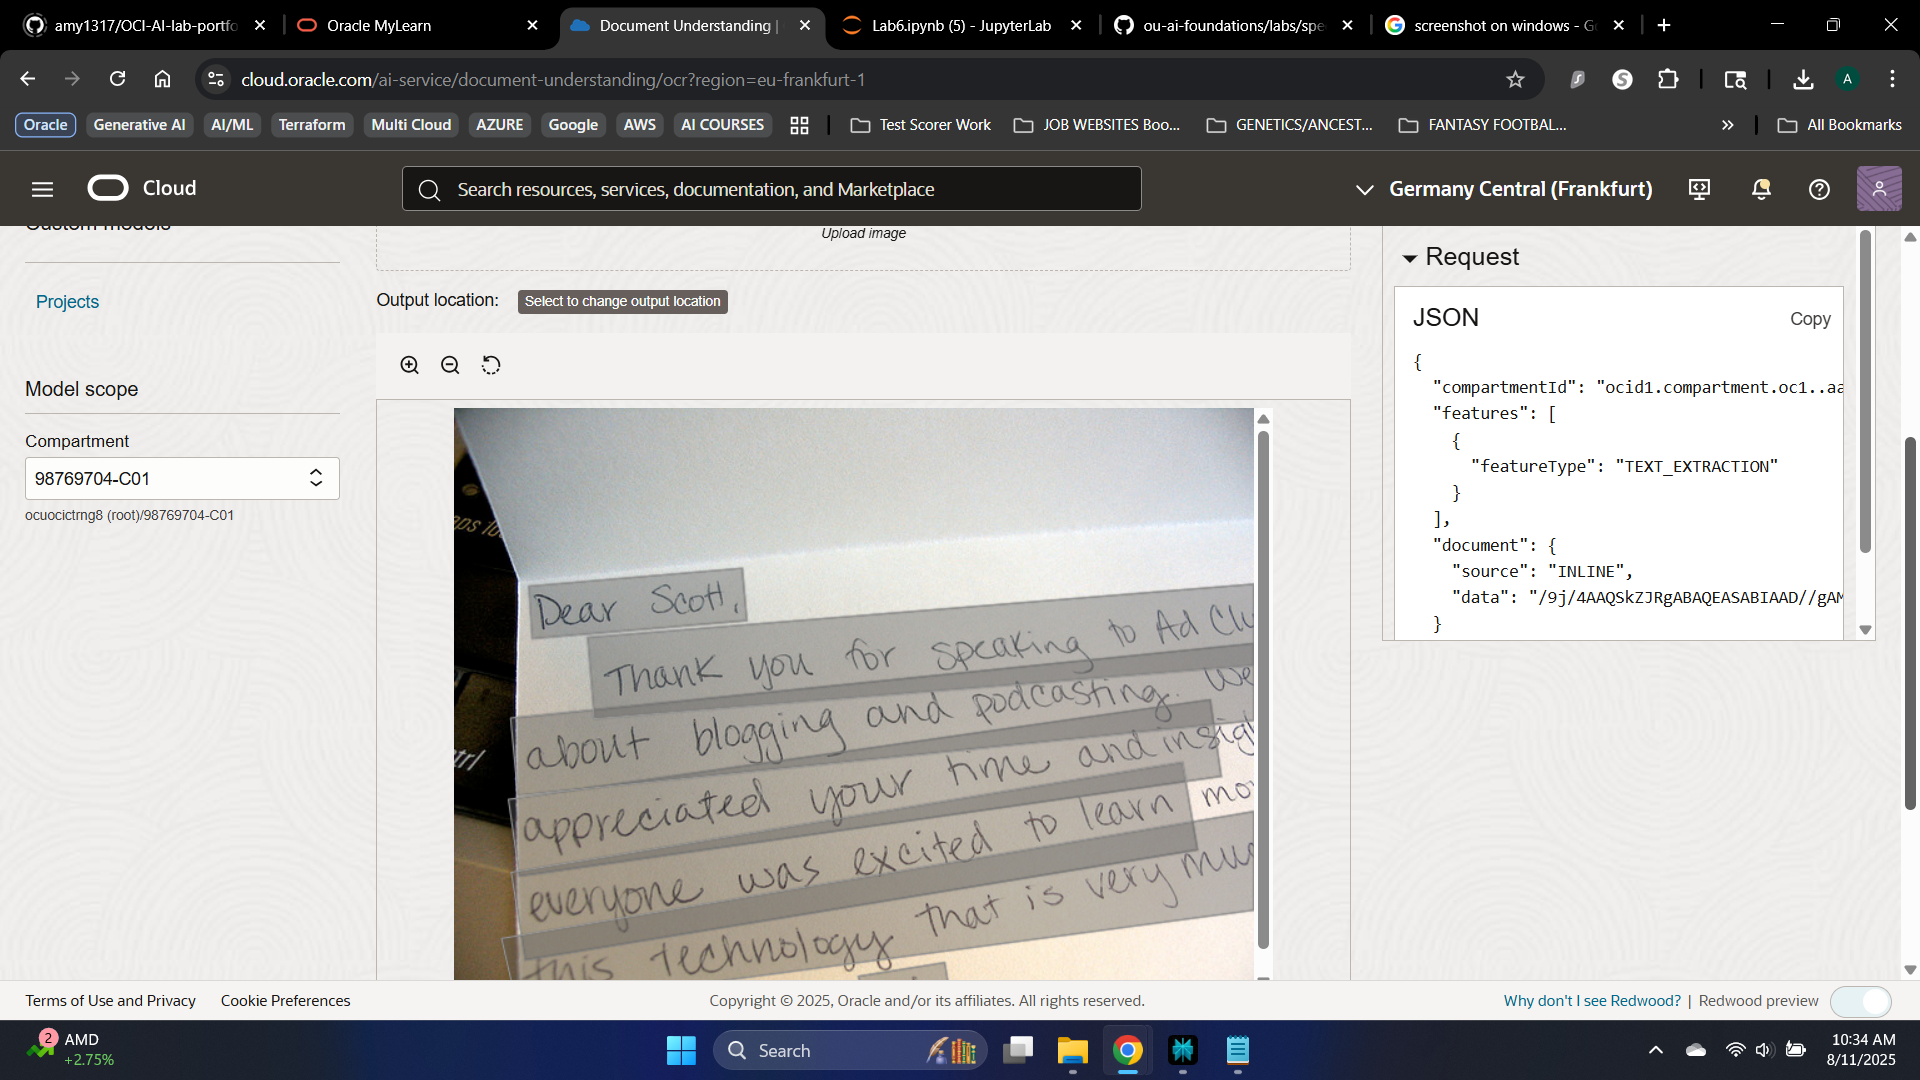 amy1317/OCI-AI-lab-portfo
Oracle MyLearn
Document Understanding |
Lab6.ipynb (5) - JupyterLab
ou-ai-foundations/labs/spe
screenshot on windows - G
cloud.oracle.com/ai-service/document-understanding/ocr?region=eu-frankfurt-1
A
Oracle
Generative AI
AI/ML
Terraform
Multi Cloud
AZURE
Google
AWS
AI COURSES
Test Scorer Work
JOB WEBSITES Boo...
GENETICS/ANCEST...
FANTASY FOOTBAL...
All Bookmarks
Cloud
Search resources, services, documentation, and Marketplace
Germany Central (Frankfurt)
Custom models
Projects
Model scope
Compartment
98769704-C01
ocuocictrng8 (root)/98769704-C01
Upload image
Output location:
Select to change output location
Dear Scott,
Thank you for speaking to Ad Clu
about blogging and podcasting. We
appreciated your time and insigh
everyone was excited to learn mo
this technology that is very muc
ctrl
Request
JSON
Copy
{
"compartmentId": "ocid1.compartment.oc1..aa
"features": [
{
"featureType": "TEXT_EXTRACTION"
}
],
"document": {
"source": "INLINE",
"data": "/9j/4AAQSkZJRgABAQEASABIAAD//gAM
}
Terms of Use and Privacy
Cookie Preferences
Copyright © 2025, Oracle and/or its affiliates. All rights reserved.
Why don't I see Redwood? | Redwood preview
2
AMD
+2.75%
Search
10:34 AM
8/11/2025